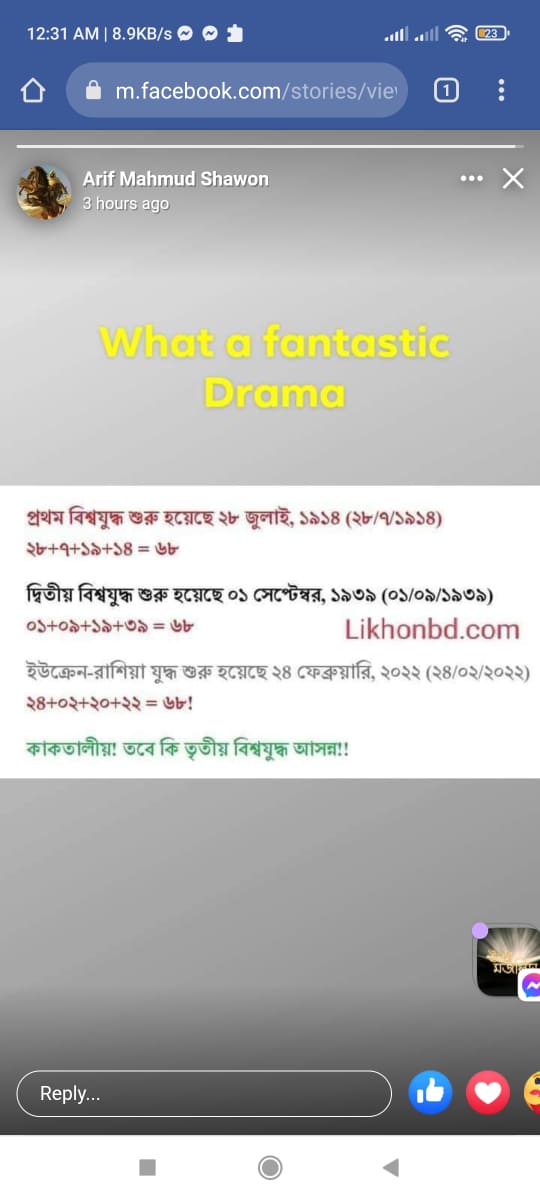 12:31 AM | 8.9KB/s
23
m.facebook.com/stories/vie
1
Arif Mahmud Shawon
3 hours ago
What a fantastic
Drama
প্রথম বিশ্বযুদ্ধ শুরু হয়েছে ২৮ জুলাই, ১৯১৪ (২৮/৭/১৯১৪)
২৮+৭+১৯+১৪ = ৬৮
দ্বিতীয় বিশ্বযুদ্ধ শুরু হয়েছে ০১ সেপ্টেম্বর, ১৯৩৯ (০১/০৯/১৯৩৯)
০১+০৯+১৯+৩৯ = ৬৮
Likhonbd.com
ইউক্রেন-রাশিয়া যুদ্ধ শুরু হয়েছে ২৪ ফেব্রুয়ারি, ২০২২ (২৪/০২/২০২২)
২৪+০২+২০+২২ = ৬৮!
কাকতালীয়! তবে কি তৃতীয় বিশ্বযুদ্ধ আসন্ন!!
Reply...